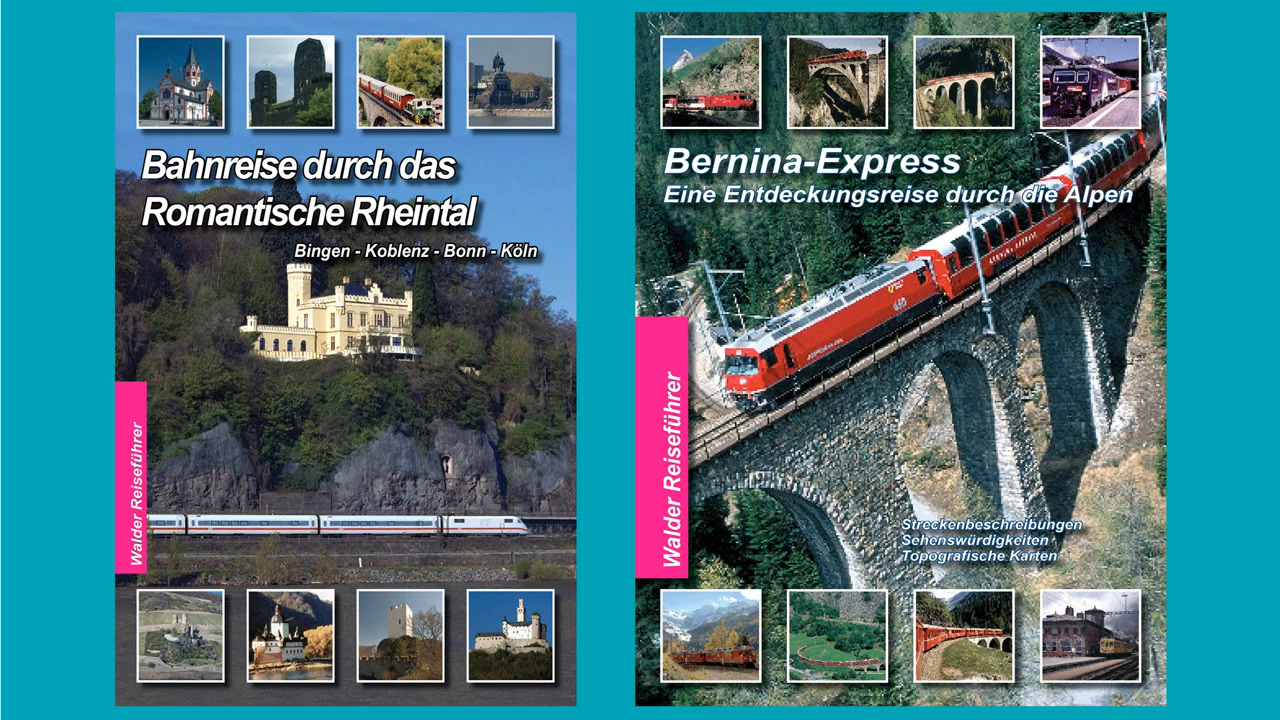 Bahnreise durch das
Romantische Rheintal
Bingen - Koblenz - Bonn - Köln
Walder Reiseführer
Bernina-Express
Eine Entdeckungsreise durch die Alpen
Walder Reiseführer
Streckenbeschreibungen
Sehenswürdigkeiten
Topografische Karten